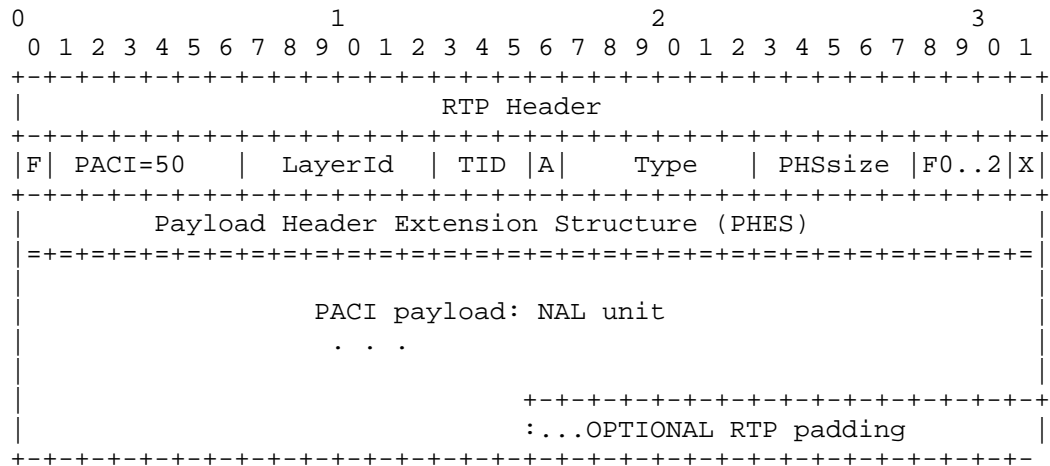 0                   1                   2                   3
 0 1 2 3 4 5 6 7 8 9 0 1 2 3 4 5 6 7 8 9 0 1 2 3 4 5 6 7 8 9 0 1
+-+-+-+-+-+-+-+-+-+-+-+-+-+-+-+-+-+-+-+-+-+-+-+-+-+-+-+-+-+-+-+-+
|                          RTP Header                           |
+-+-+-+-+-+-+-+-+-+-+-+-+-+-+-+-+-+-+-+-+-+-+-+-+-+-+-+-+-+-+-+-+
|F| PACI=50   |  LayerId  | TID |A|    Type   | PHSsize |F0..2|X|
+-+-+-+-+-+-+-+-+-+-+-+-+-+-+-+-+-+-+-+-+-+-+-+-+-+-+-+-+-+-+-+-+
|        Payload Header Extension Structure (PHES)              |
|=+=+=+=+=+=+=+=+=+=+=+=+=+=+=+=+=+=+=+=+=+=+=+=+=+=+=+=+=+=+=+=|
|                                                               |
|                  PACI payload: NAL unit                       |
|                   . . .                                       |
|                                                               |
|                               +-+-+-+-+-+-+-+-+-+-+-+-+-+-+-+-+
|                               :...OPTIONAL RTP padding        |
+-+-+-+-+-+-+-+-+-+-+-+-+-+-+-+-+-+-+-+-+-+-+-+-+-+-+-+-+-+-+-+-